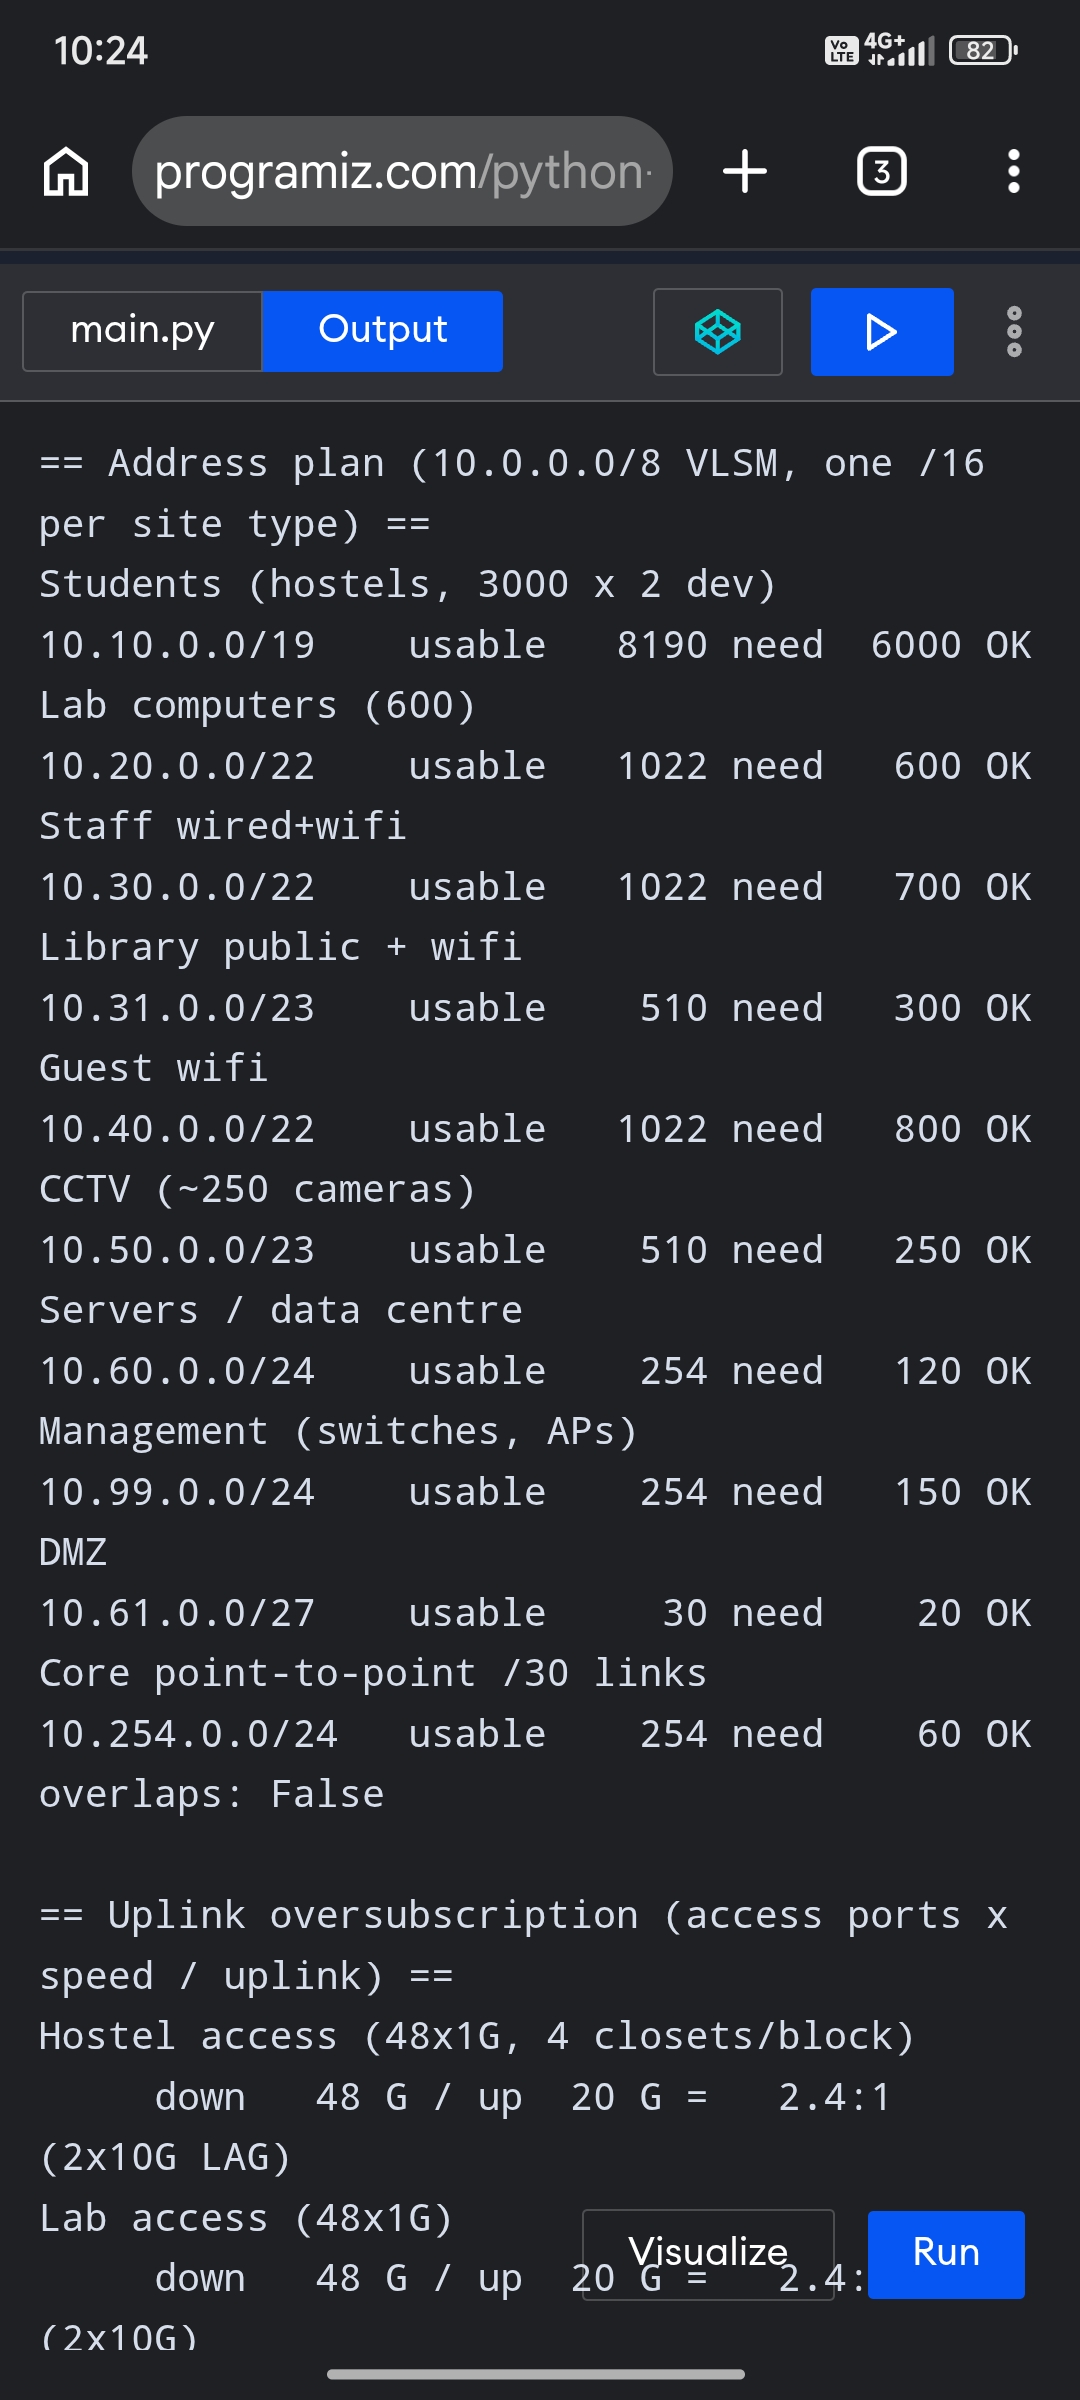 10:24
Vo LTE 4G+ 82
programiz.com/python-
3
main.py Output
== Address plan (10.0.0.0/8 VLSM, one /16
per site type) ==
Students (hostels, 3000 x 2 dev)
10.10.0.0/19    usable   8190 need  6000 OK
Lab computers (600)
10.20.0.0/22    usable   1022 need   600 OK
Staff wired+wifi
10.30.0.0/22    usable   1022 need   700 OK
Library public + wifi
10.31.0.0/23    usable    510 need   300 OK
Guest wifi
10.40.0.0/22    usable   1022 need   800 OK
CCTV (~250 cameras)
10.50.0.0/23    usable    510 need   250 OK
Servers / data centre
10.60.0.0/24    usable    254 need   120 OK
Management (switches, APs)
10.99.0.0/24    usable    254 need   150 OK
DMZ
10.61.0.0/27    usable     30 need    20 OK
Core point-to-point /30 links
10.254.0.0/24   usable    254 need    60 OK
overlaps: False
== Uplink oversubscription (access ports x
speed / uplink) ==
Hostel access (48x1G, 4 closets/block)
     down   48 G / up  20 G =   2.4:1
(2x10G LAG)
Lab access (48x1G)
     down   48 G / up  20 G =   2.4:
(2x10G)
Visualize Run